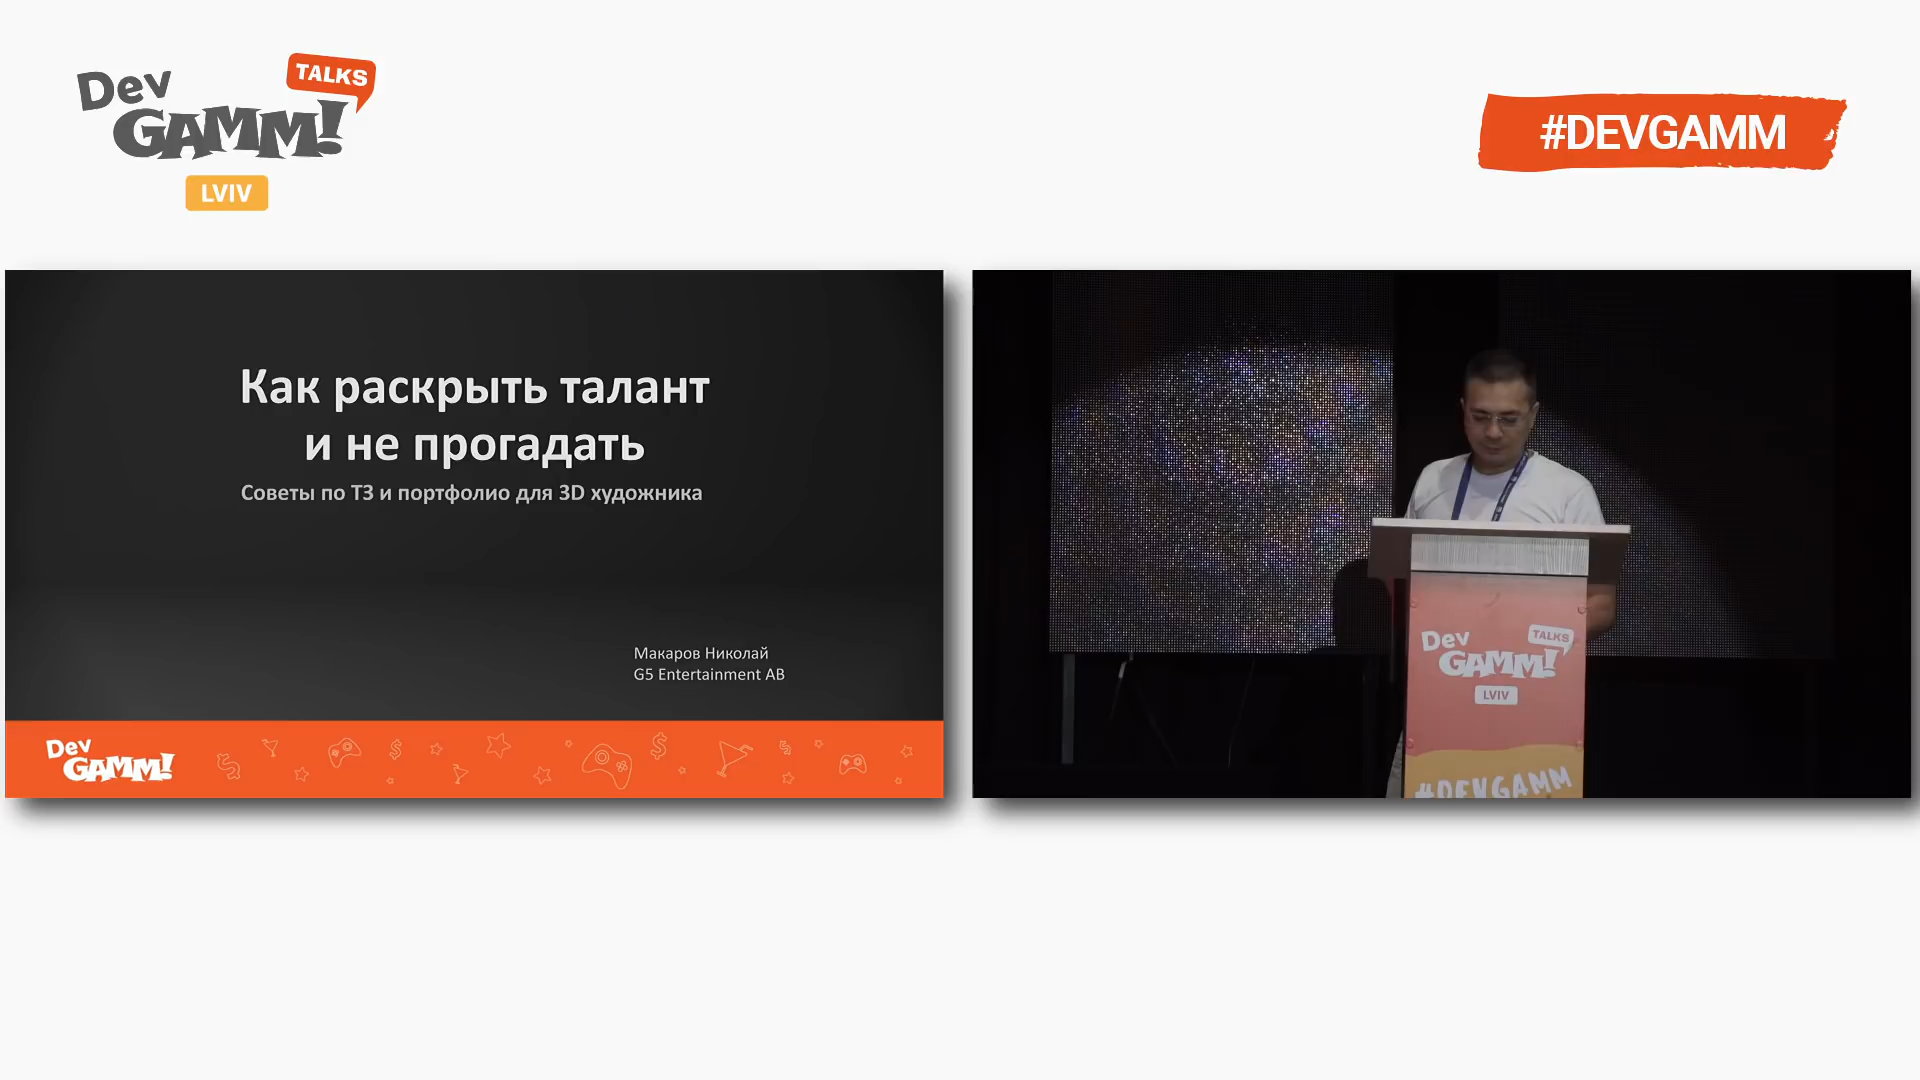 Dev
TALKS
GAMM!
LVIV
#DEVGAMM
Как раскрыть талант
и не прогадать
Советы по ТЗ и портфолио для 3D художника
Макаров Николай
G5 Entertainment AB
Dev
GAMM!
Dev
TALKS
GAMM!
LVIV
#DEVGAMM